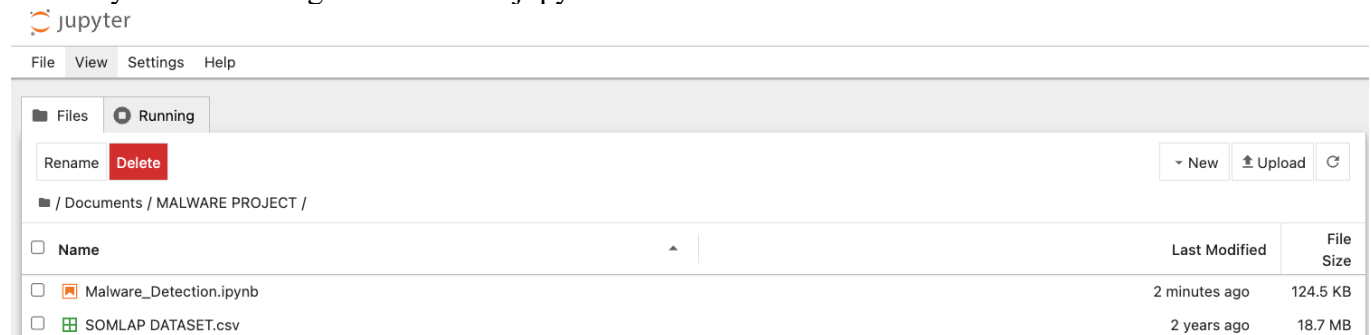 jupyter
File View Settings Help
Files Running
Rename Delete New Upload
/ Documents / MALWARE PROJECT /
Name Last Modified File Size
Malware_Detection.ipynb 2 minutes ago 124.5 KB
SOMLAP DATASET.csv 2 years ago 18.7 MB